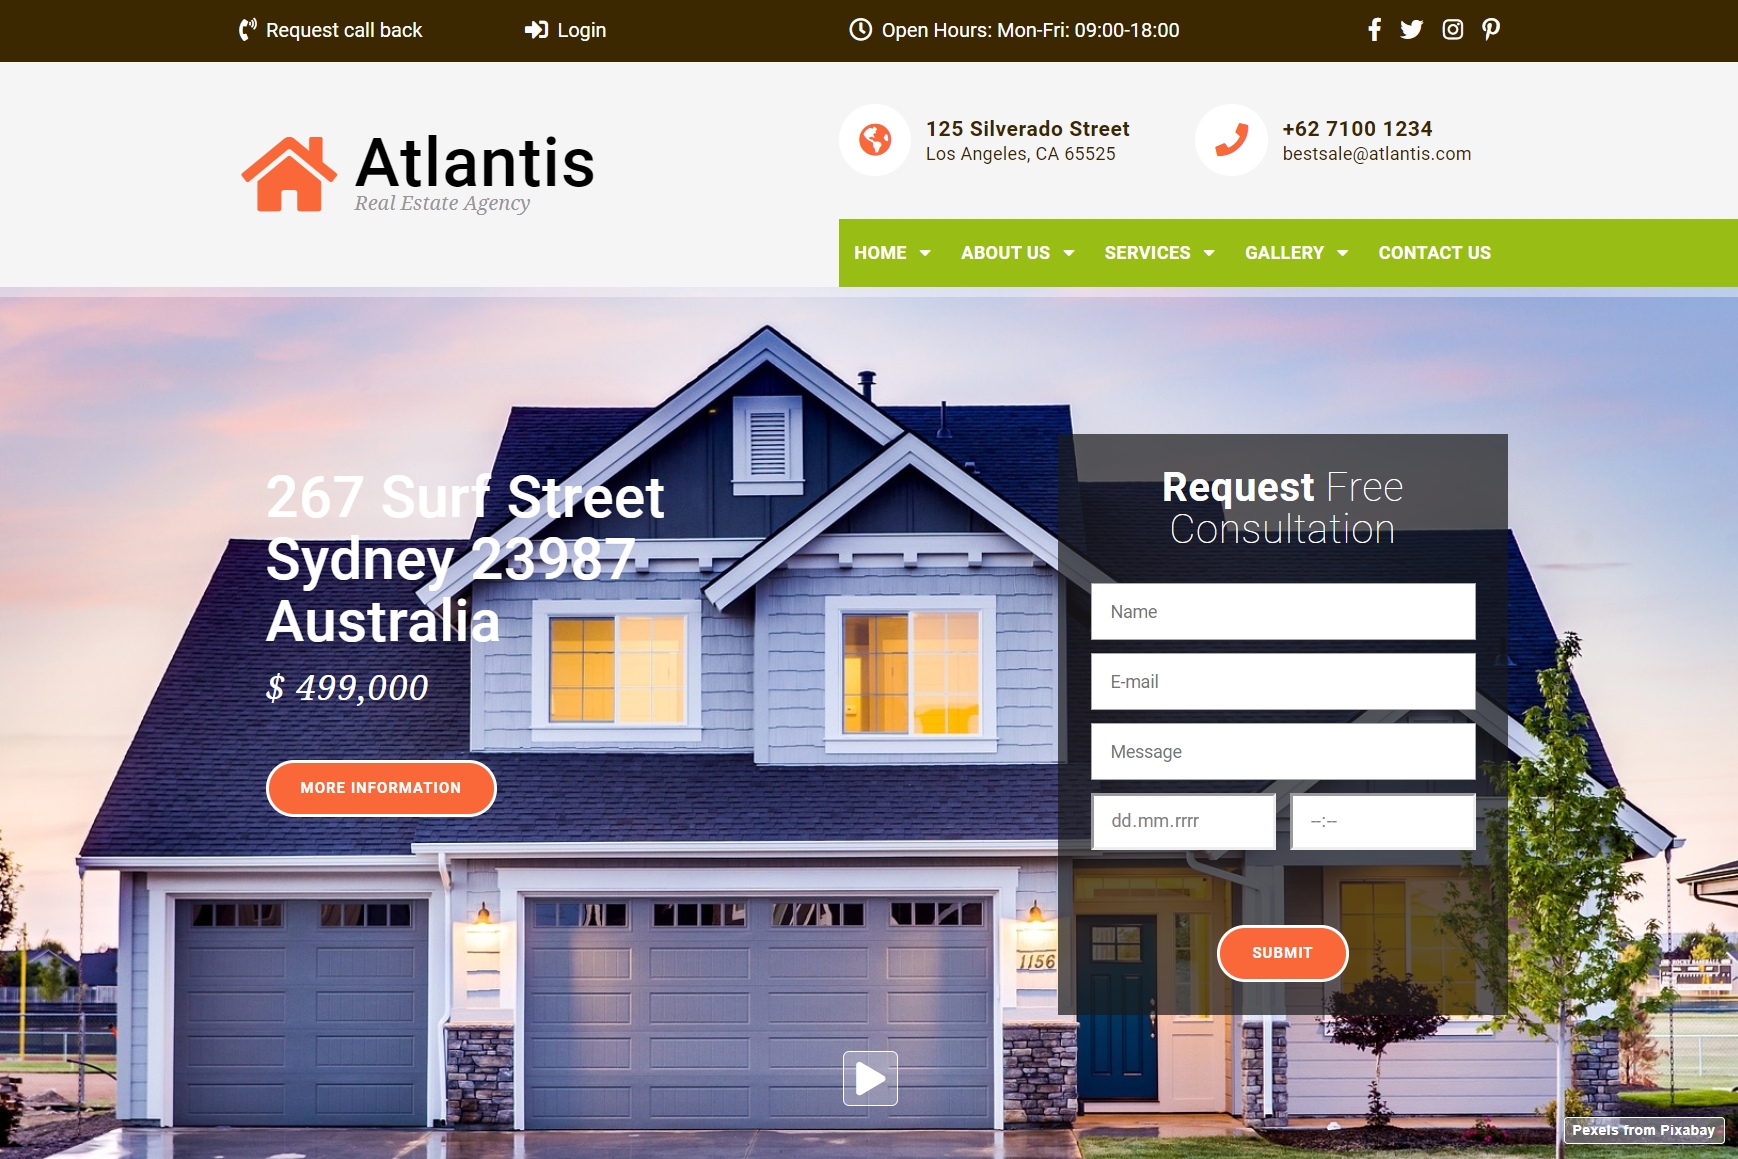 Request call back
Login
Open Hours: Mon-Fri: 09:00-18:00
Atlantis
Real Estate Agency
125 Silverado Street
Los Angeles, CA 65525
+62 7100 1234
bestsale@atlantis.com
HOME
ABOUT US
SERVICES
GALLERY
CONTACT US
267 Surf Street
Sydney 23987
Australia
$ 499,000
MORE INFORMATION
Request Free
Consultation
Name
E-mail
Message
dd.mm.rrrr
--:--
SUBMIT
1156
Pexels from Pixabay